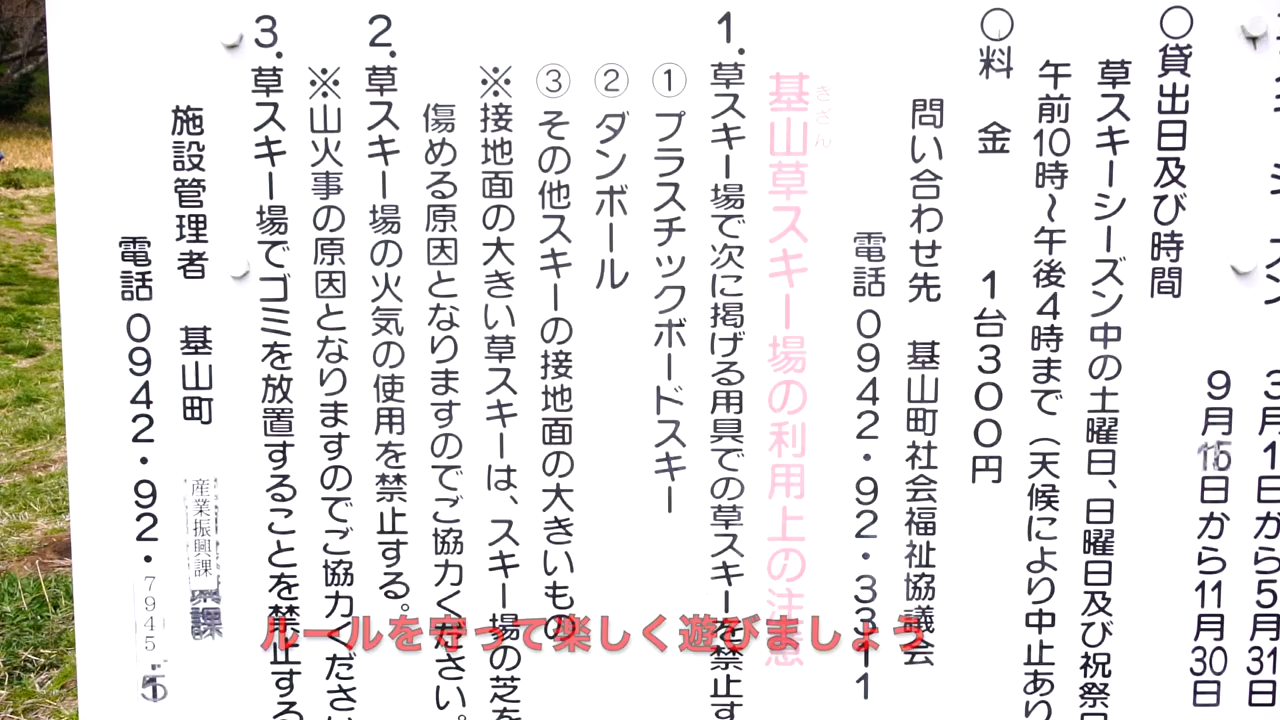 3月1日から5月31日
9月15日から11月30日
○貸出日及び時間
草スキーシーズン中の土曜日、日曜日及び祝祭日
午前10時～午後4時まで（天候により中止あり
○料 金 1台300円
問い合わせ先 基山町社会福祉協議会
電話 0942・92・3311
きざん
基山草スキー場の利用上の注意
1.草スキー場で次に掲げる用具での草スキーを禁止す
① プラスチツクボードスキー
② ダンボール
③ その他スキーの接地面の大きいもの
※接地面の大きい草スキーは、スキー場の芝を
傷める原因となりますのでご協力ください。
2.草スキー場の火気の使用を禁止する。
※山火事の原因となりますのでご協力ください
3.草スキー場でゴミを放置することを禁止する
施設管理者 基山町 産業振興課
電話 0942・92・7945
ルールを守って楽しく遊びましょう